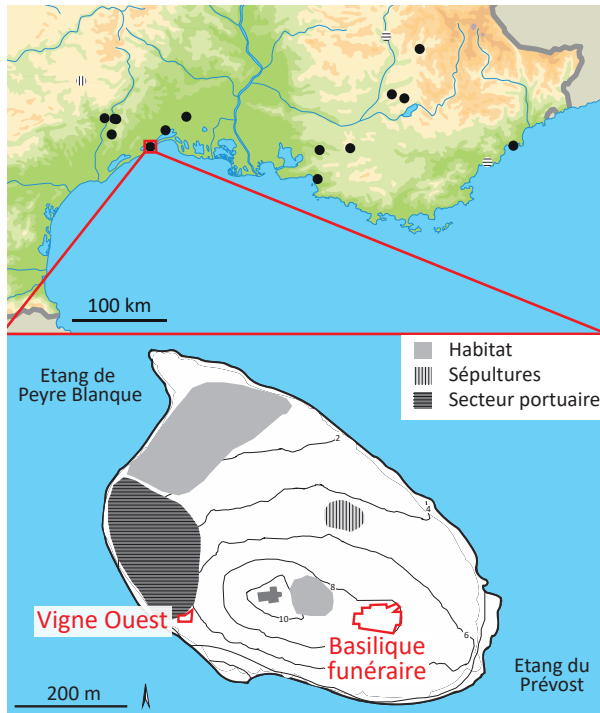 100 km
Habitat
Sépultures
Secteur portuaire
Etang de
Peyre Blanque
2
4
8
10
6
Vigne Ouest
Basilique
funéraire
Etang du
Prévost
200 m